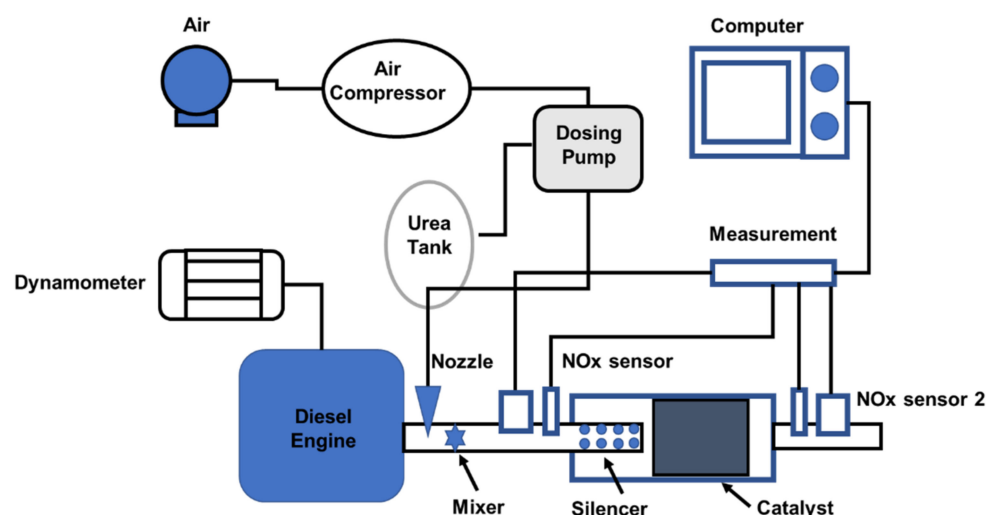 Air
Computer
Air
Compressor
Dosing
Pump
Urea
Tank
Measurement
Dynamometer
Nozzle
NOx sensor
NOx sensor 2
Diesel
Engine
Mixer
Silencer
Catalyst